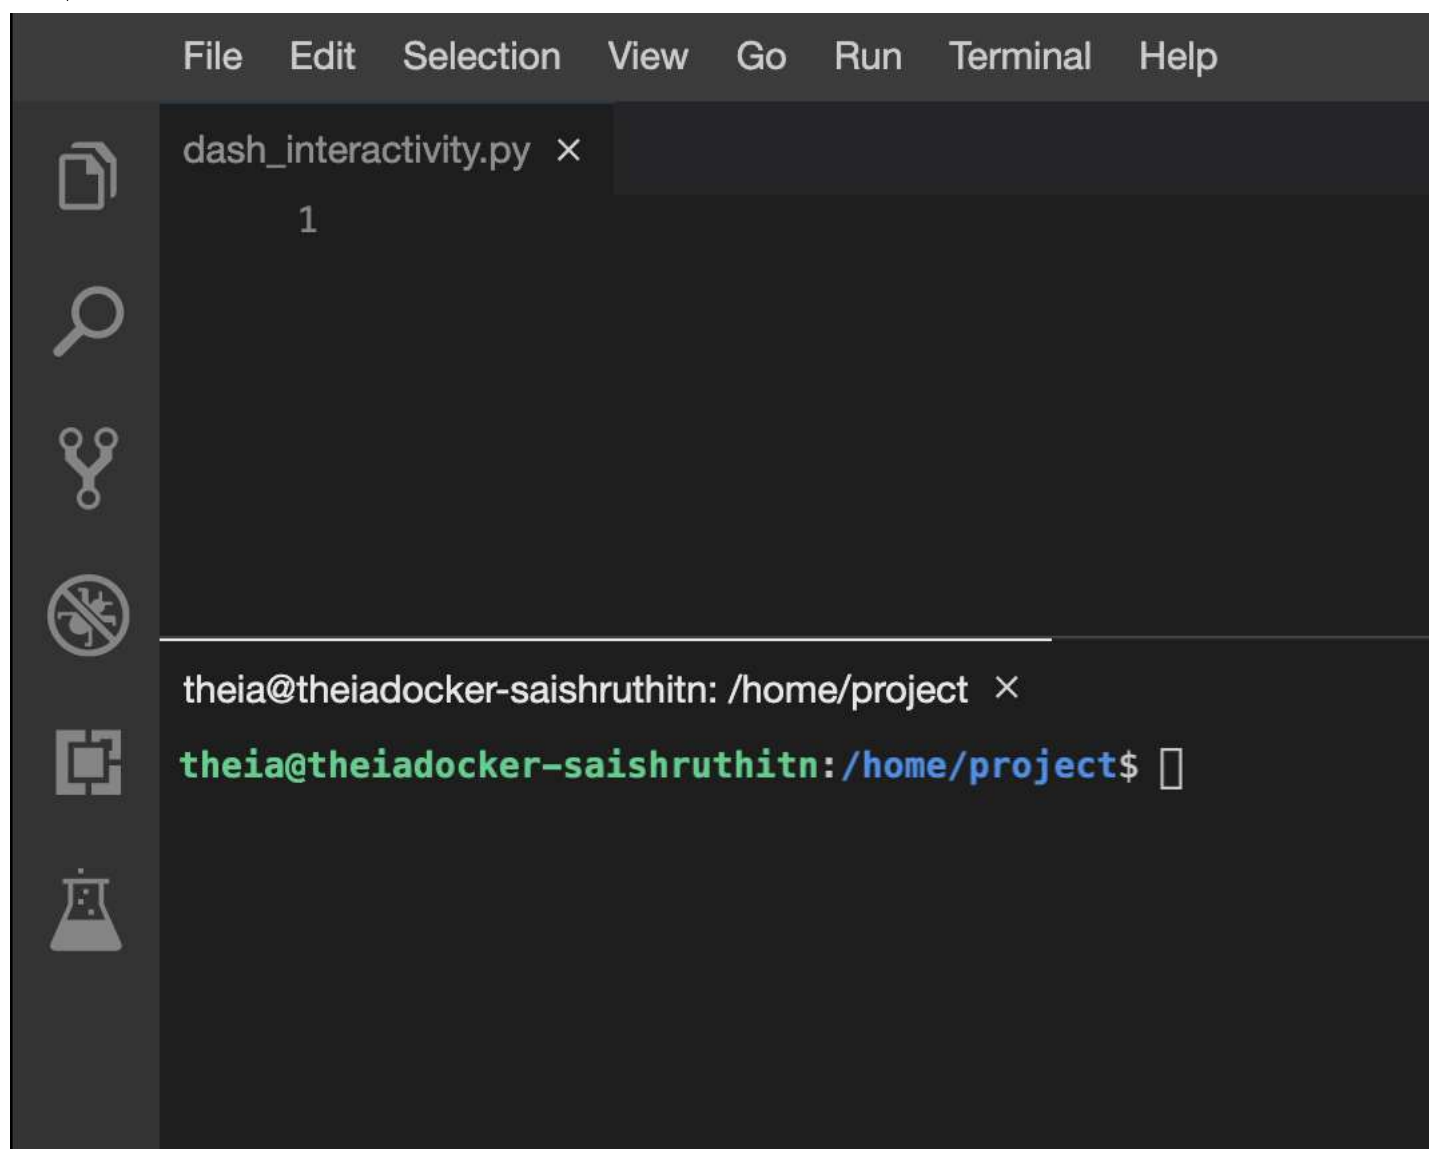 File Edit Selection View Go Run Terminal Help
dash_interactivity.py ×
1
theia@theiadocker-saishruthitn: /home/project ×
theia@theiadocker-saishruthitn:/home/project$